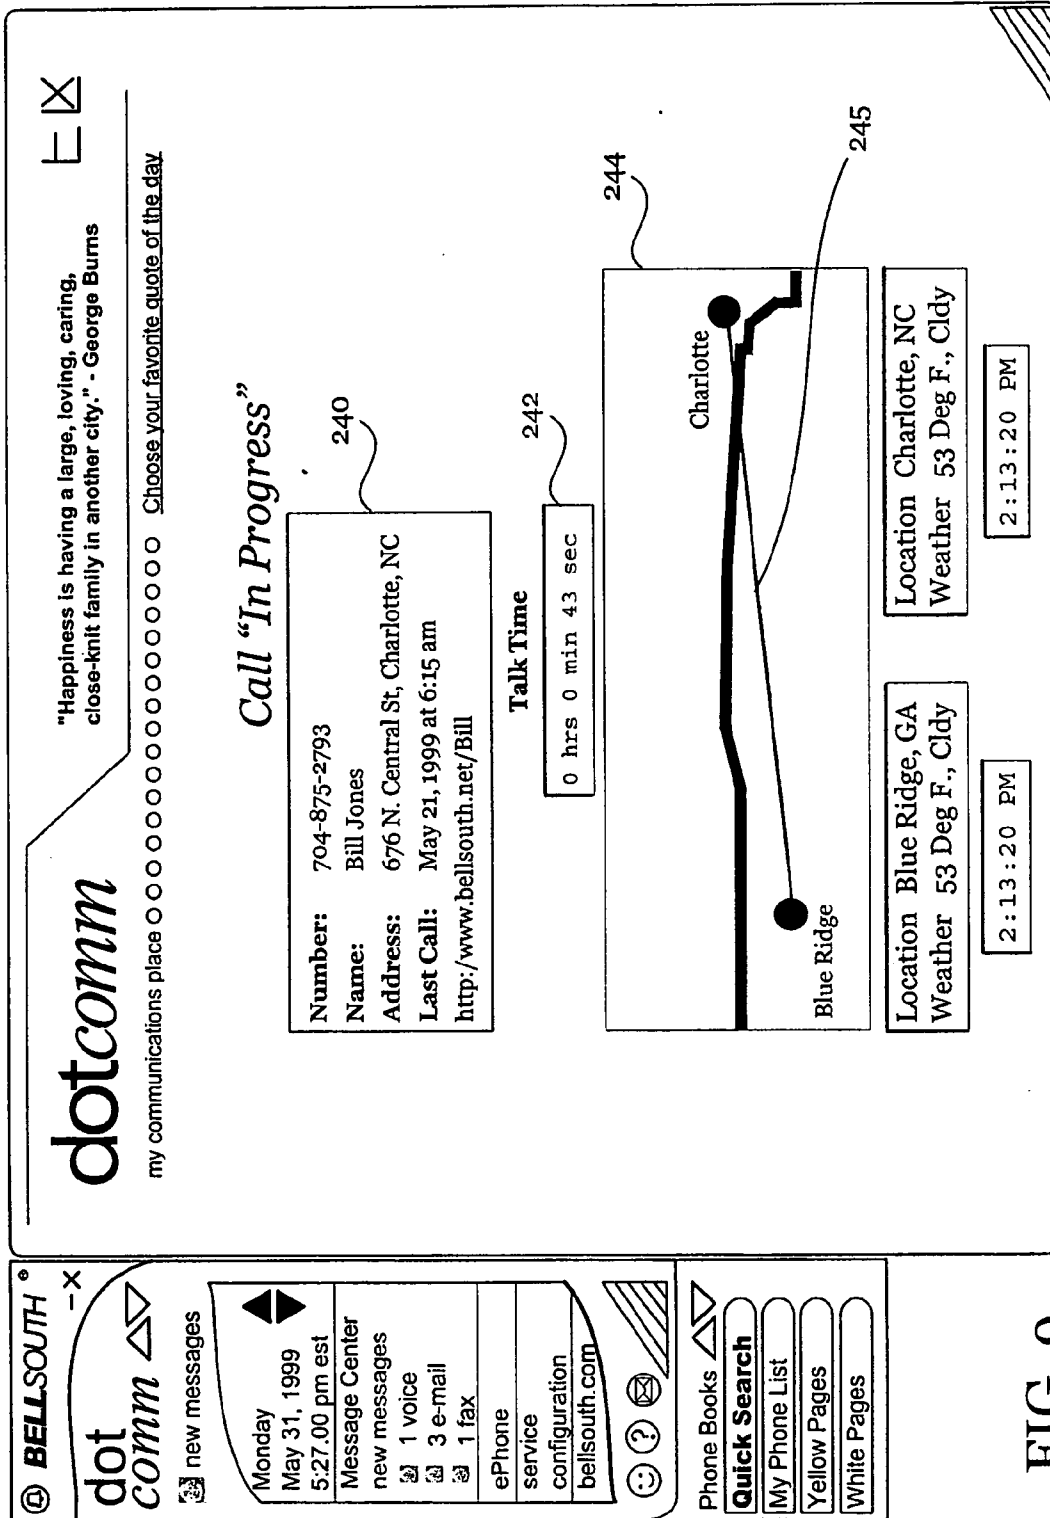 BELLSOUTH ®
–X
dot
comm
new messages
Monday
May 31, 1999
5:27.00 pm est
Message Center
new messages
1 voice
3 e-mail
1 fax
ePhone
service
configuration
bellsouth.com
Phone Books
Quick Search
My Phone List
Yellow Pages
White Pages
dotcomm
"Happiness is having a large, loving, caring,
close-knit family in another city." - George Burns
my communications place
Choose your favorite quote of the day
Call “In Progress”
Number: 704-875-2793
Name: Bill Jones
Address: 676 N. Central St, Charlotte, NC
Last Call: May 21, 1999 at 6:15 am
http:/www.bellsouth.net/Bill
240
Talk Time
0 hrs 0 min 43 sec
242
244
Charlotte
Blue Ridge
245
Location Blue Ridge, GA
Weather 53 Deg F., Cldy
2:13:20 PM
Location Charlotte, NC
Weather 53 Deg F., Cldy
2:13:20 PM
FIG